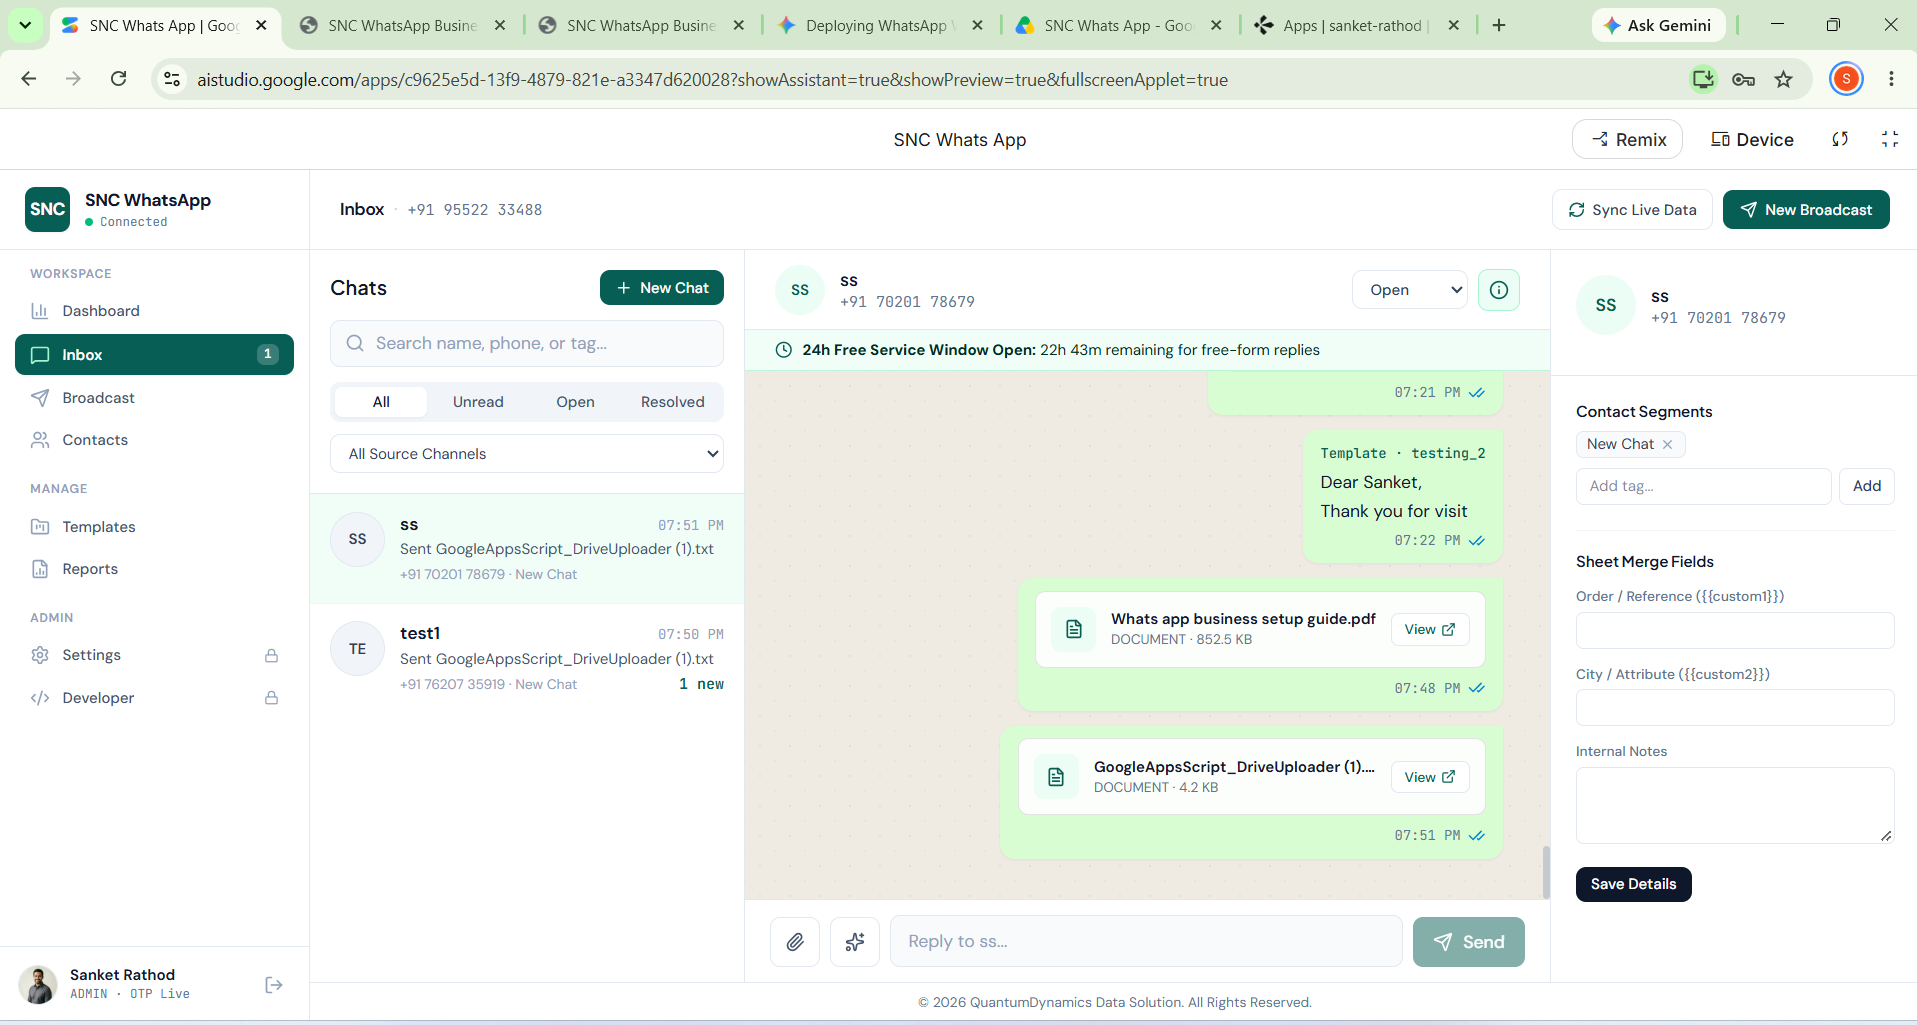 SNC Whats App | Goog
SNC WhatsApp Busine
SNC WhatsApp Busine
Deploying WhatsApp
SNC Whats App - Goo
Apps | sanket-rathod |
Ask Gemini
aistudio.google.com/apps/c9625e5d-13f9-4879-821e-a3347d620028?showAssistant=true&showPreview=true&fullscreenApplet=true
S
SNC Whats App
Remix
Device
SNC
SNC WhatsApp
Connected
Inbox · +91 95522 33488
Sync Live Data
New Broadcast
WORKSPACE
Dashboard
Inbox
1
Broadcast
Contacts
MANAGE
Templates
Reports
ADMIN
Settings
Developer
Sanket Rathod
ADMIN · OTP Live
Chats
New Chat
Search name, phone, or tag...
All
Unread
Open
Resolved
All Source Channels
SS
ss
07:51 PM
Sent GoogleAppsScript_DriveUploader (1).txt
+91 70201 78679 · New Chat
TE
test1
07:50 PM
Sent GoogleAppsScript_DriveUploader (1).txt
+91 76207 35919 · New Chat
1 new
SS
ss
+91 70201 78679
Open
24h Free Service Window Open: 22h 43m remaining for free-form replies
07:21 PM
Template · testing_2
Dear Sanket,
Thank you for visit
07:22 PM
Whats app business setup guide.pdf
DOCUMENT · 852.5 KB
View
07:48 PM
GoogleAppsScript_DriveUploader (1)....
DOCUMENT · 4.2 KB
View
07:51 PM
Reply to ss...
Send
SS
ss
+91 70201 78679
Contact Segments
New Chat
Add tag...
Add
Sheet Merge Fields
Order / Reference ({{custom1}})
City / Attribute ({{custom2}})
Internal Notes
Save Details
© 2026 QuantumDynamics Data Solution. All Rights Reserved.